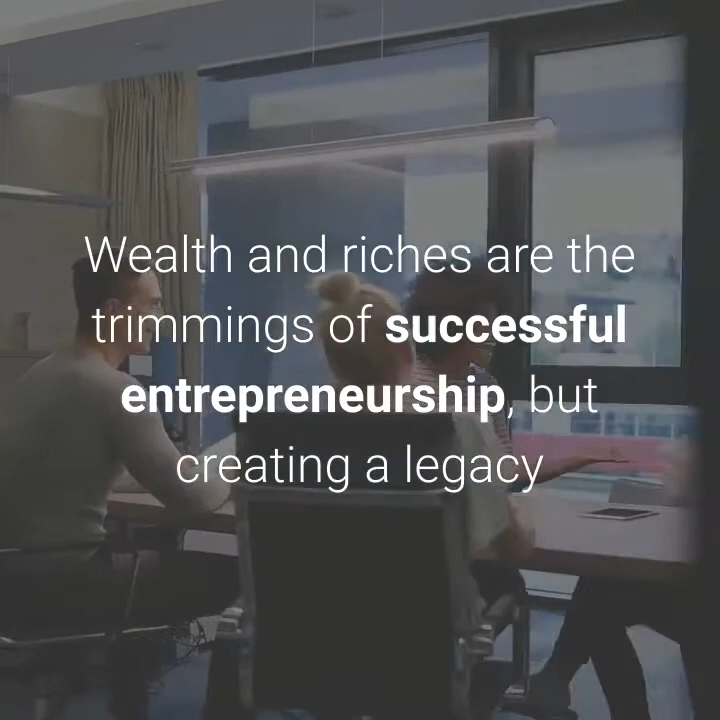 Wealth and riches are the
trimmings of successful
entrepreneurship, but
creating a legacy